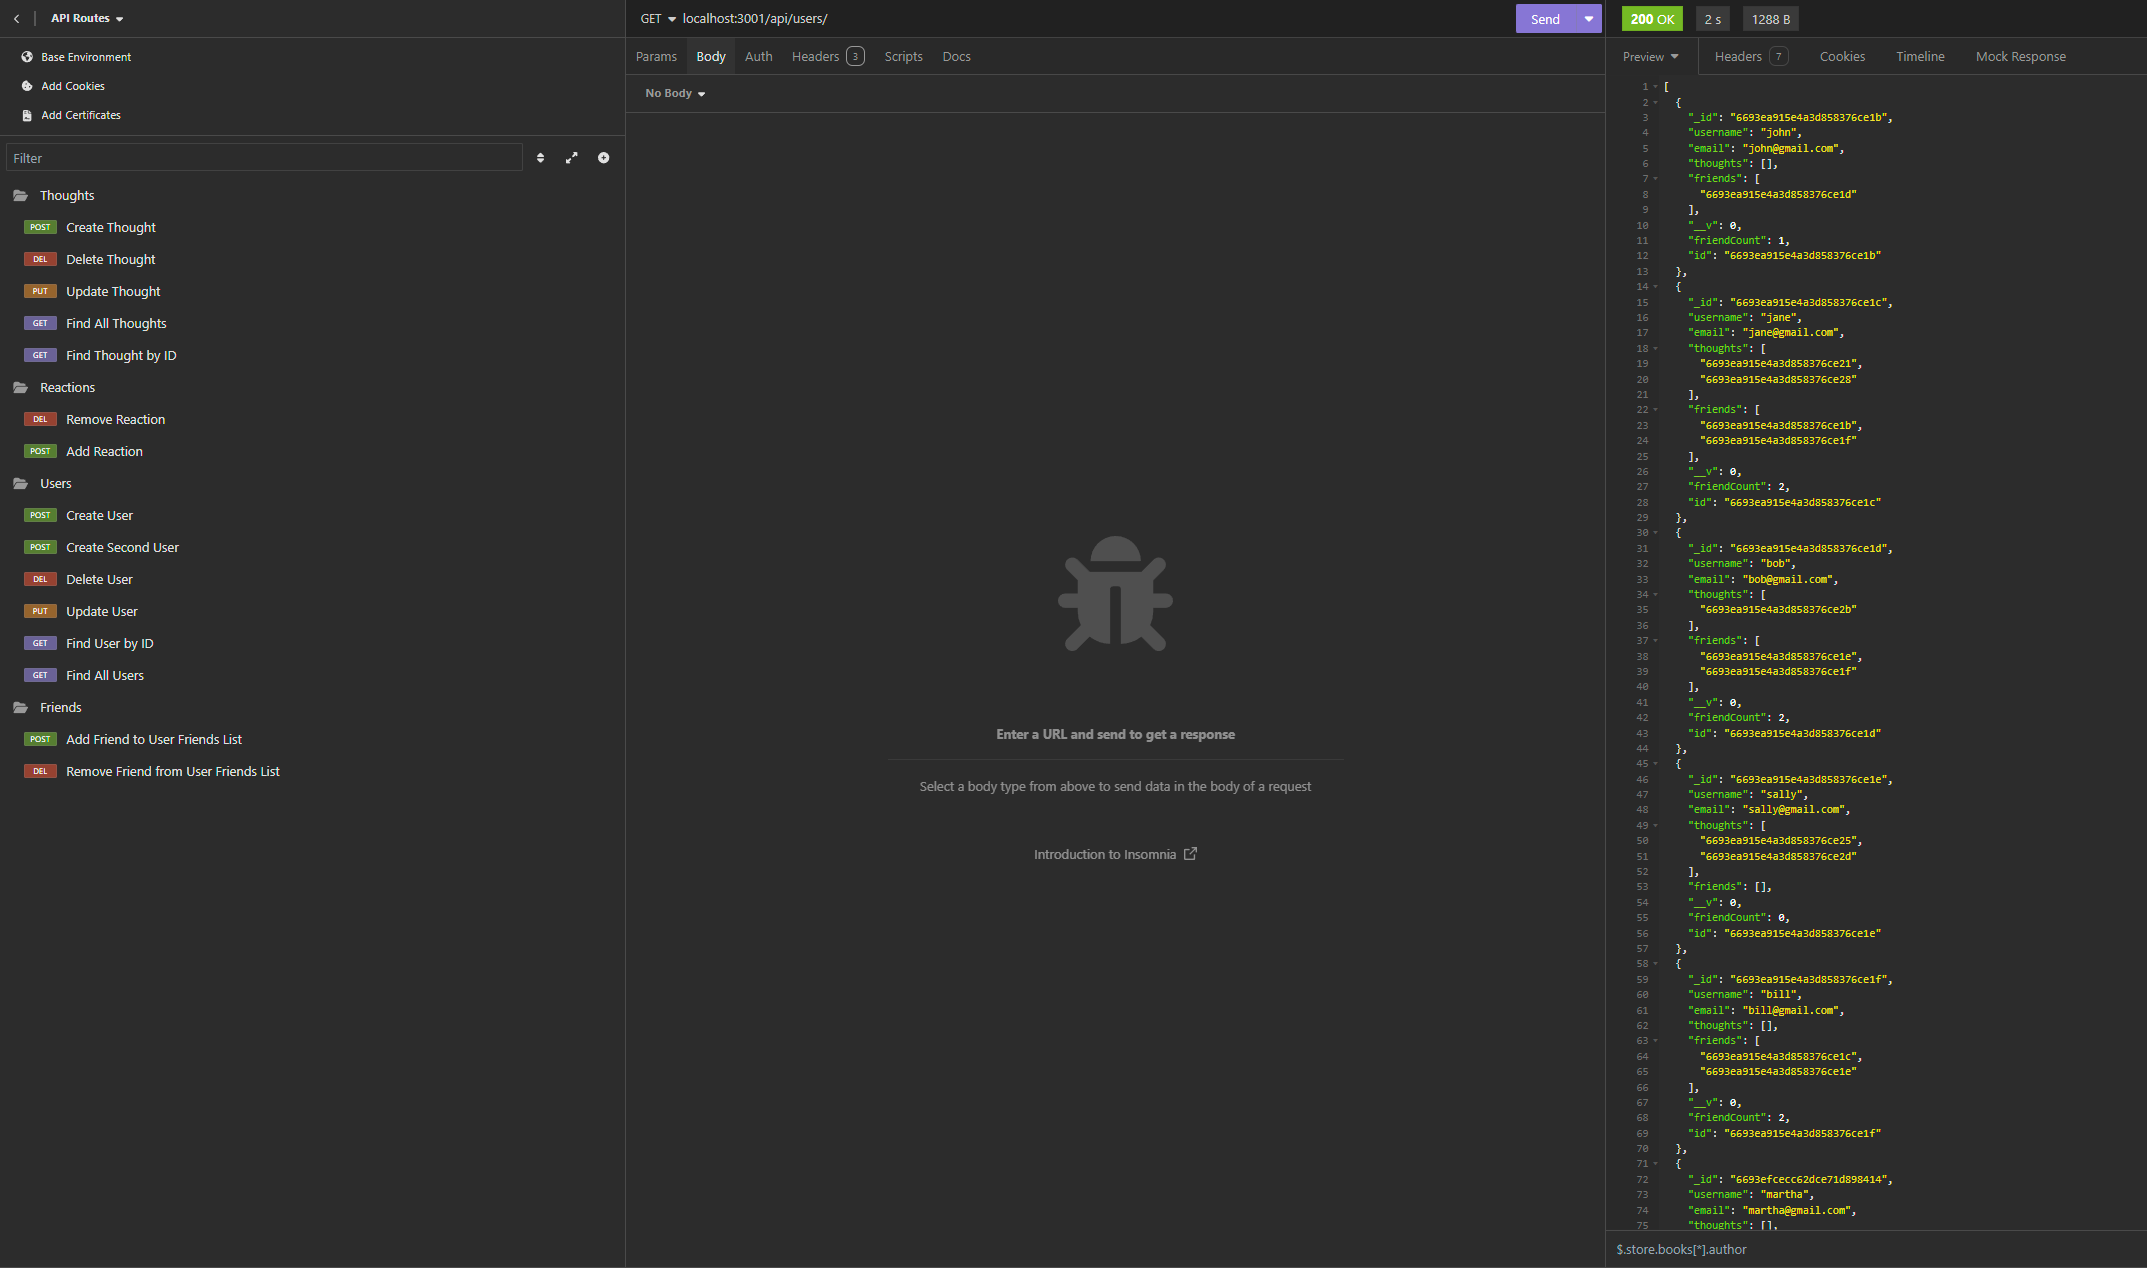 API Routes
Base Environment
Add Cookies
Add Certificates
Filter
Thoughts
POST Create Thought
DEL Delete Thought
PUT Update Thought
GET Find All Thoughts
GET Find Thought by ID
Reactions
DEL Remove Reaction
POST Add Reaction
Users
POST Create User
POST Create Second User
DEL Delete User
PUT Update User
GET Find User by ID
GET Find All Users
Friends
POST Add Friend to User Friends List
DEL Remove Friend from User Friends List
GET localhost:3001/api/users/ Send
Params Body Auth Headers 3 Scripts Docs
No Body
Enter a URL and send to get a response
Select a body type from above to send data in the body of a request
Introduction to Insomnia
200 OK 2 s 1288 B
Preview Headers 7 Cookies Timeline Mock Response
1 [
2 {
3 "_id": "6693ea915e4a3d858376ce1b",
4 "username": "john",
5 "email": "john@gmail.com",
6 "thoughts": [],
7 "friends": [
8 "6693ea915e4a3d858376ce1d"
9 ],
10 "__v": 0,
11 "friendCount": 1,
12 "id": "6693ea915e4a3d858376ce1b"
13 },
14 {
15 "_id": "6693ea915e4a3d858376ce1c",
16 "username": "jane",
17 "email": "jane@gmail.com",
18 "thoughts": [
19 "6693ea915e4a3d858376ce21",
20 "6693ea915e4a3d858376ce28"
21 ],
22 "friends": [
23 "6693ea915e4a3d858376ce1b",
24 "6693ea915e4a3d858376ce1f"
25 ],
26 "__v": 0,
27 "friendCount": 2,
28 "id": "6693ea915e4a3d858376ce1c"
29 },
30 {
31 "_id": "6693ea915e4a3d858376ce1d",
32 "username": "bob",
33 "email": "bob@gmail.com",
34 "thoughts": [
35 "6693ea915e4a3d858376ce2b"
36 ],
37 "friends": [
38 "6693ea915e4a3d858376ce1e",
39 "6693ea915e4a3d858376ce1f"
40 ],
41 "__v": 0,
42 "friendCount": 2,
43 "id": "6693ea915e4a3d858376ce1d"
44 },
45 {
46 "_id": "6693ea915e4a3d858376ce1e",
47 "username": "sally",
48 "email": "sally@gmail.com",
49 "thoughts": [
50 "6693ea915e4a3d858376ce25",
51 "6693ea915e4a3d858376ce2d"
52 ],
53 "friends": [],
54 "__v": 0,
55 "friendCount": 0,
56 "id": "6693ea915e4a3d858376ce1e"
57 },
58 {
59 "_id": "6693ea915e4a3d858376ce1f",
60 "username": "bill",
61 "email": "bill@gmail.com",
62 "thoughts": [],
63 "friends": [
64 "6693ea915e4a3d858376ce1c",
65 "6693ea915e4a3d858376ce1e"
66 ],
67 "__v": 0,
68 "friendCount": 2,
69 "id": "6693ea915e4a3d858376ce1f"
70 },
71 {
72 "_id": "6693efcecc62dce71d898414",
73 "username": "martha",
74 "email": "martha@gmail.com",
75 "thoughts": [],
$.store.books[*].author